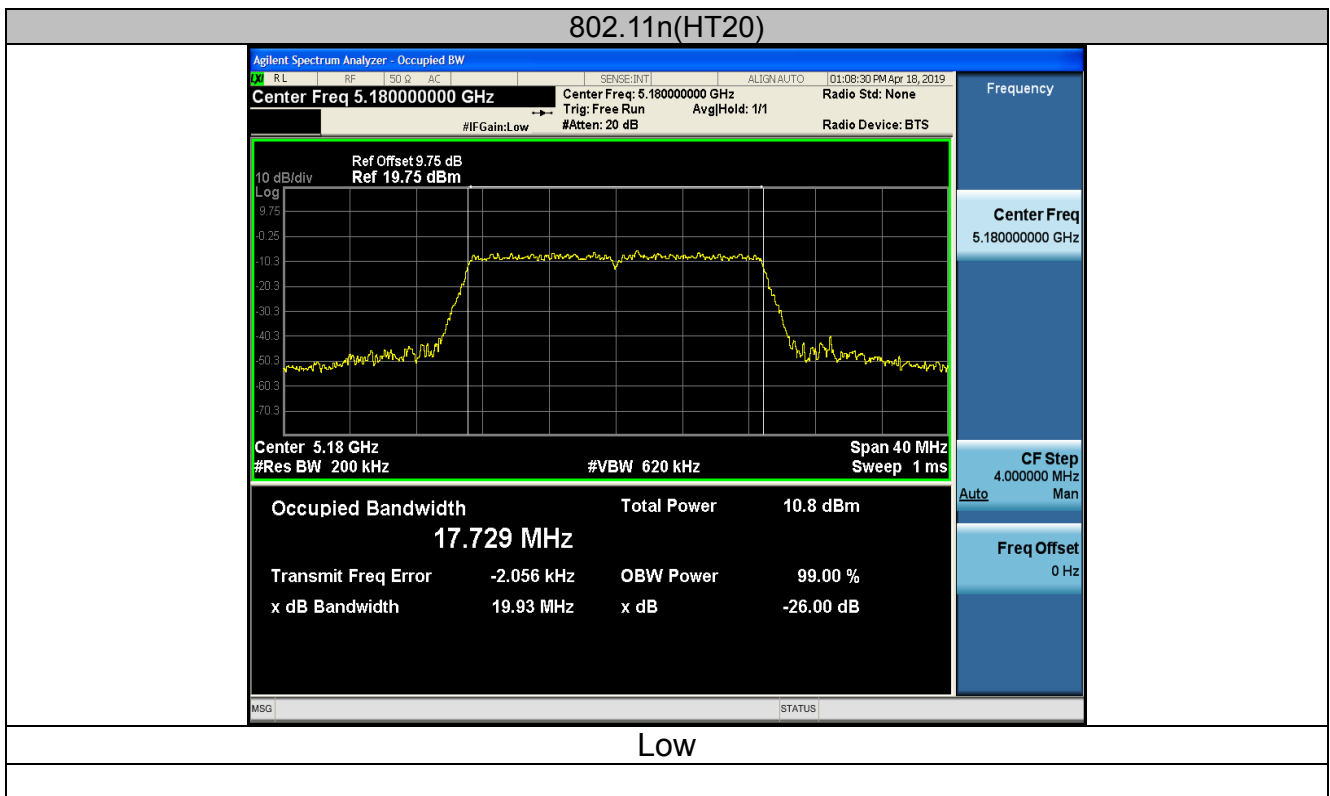 802.11n(HT20)
Agilent Spectrum Analyzer - Occupied BW
LXI RL RF 50 Ω AC SENSE:INT ALIGN AUTO 01:08:30 PM Apr 18, 2019
Center Freq 5.180000000 GHz
Center Freq: 5.180000000 GHz Radio Std: None
Trig: Free Run Avg|Hold: 1/1
#IFGain:Low #Atten: 20 dB Radio Device: BTS
Frequency
Ref Offset 9.75 dB
10 dB/div Ref 19.75 dBm
Log
9.75
-0.25
-10.3
-20.3
-30.3
-40.3
-50.3
-60.3
-70.3
Center 5.18 GHz Span 40 MHz
#Res BW 200 kHz #VBW 620 kHz Sweep 1 ms
Center Freq
5.180000000 GHz
CF Step
4.000000 MHz
Auto Man
Freq Offset
0 Hz
Occupied Bandwidth Total Power 10.8 dBm
17.729 MHz
Transmit Freq Error -2.056 kHz OBW Power 99.00 %
x dB Bandwidth 19.93 MHz x dB -26.00 dB
MSG STATUS
Low